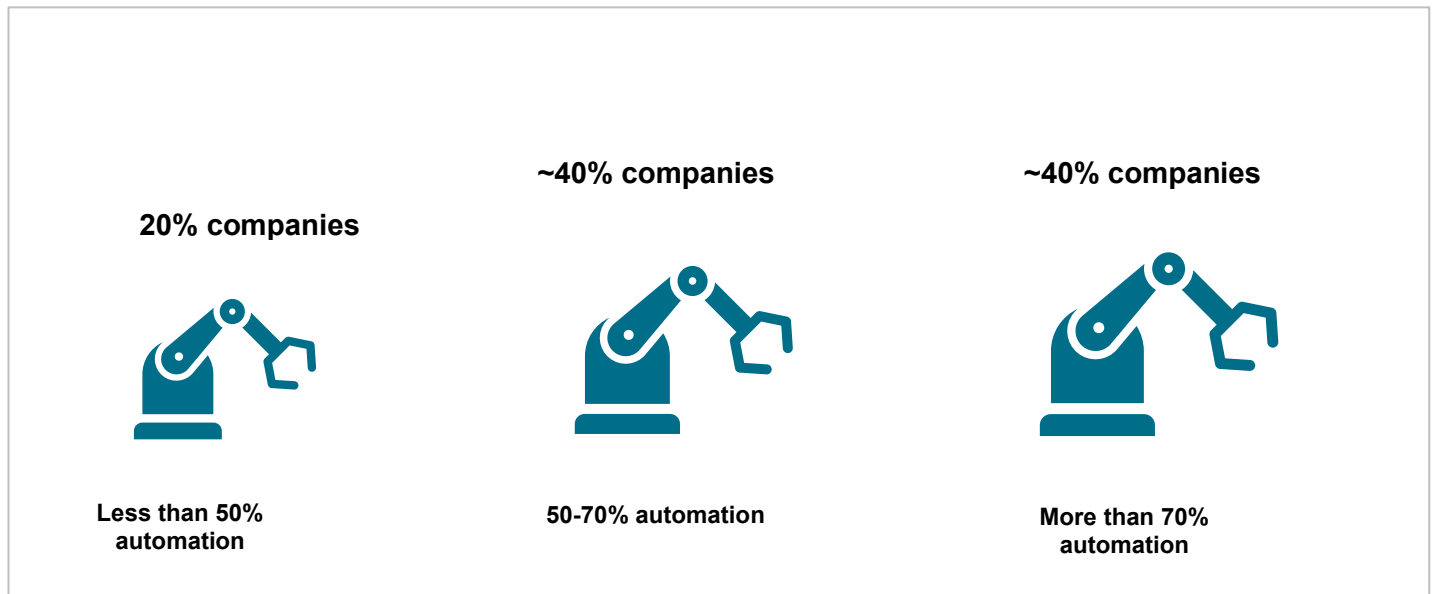 20% companies
~40% companies
~40% companies
Less than 50%
automation
50-70% automation
More than 70%
automation